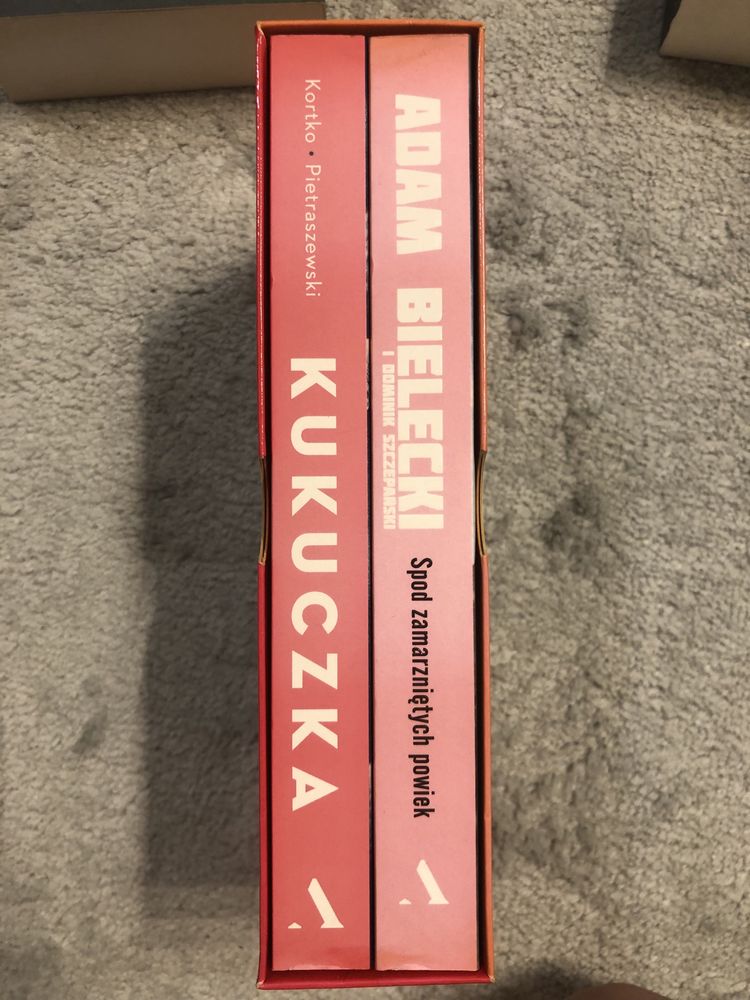 Kortko • Pietraszewski
KUKUCZKA
ADAM BIELECKI
I DOMINIK SZCZEPAŃSKI
Spod zamarzniętych powiek